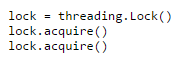 lock = threading.Lock()
lock.acquire()
lock.acquire()